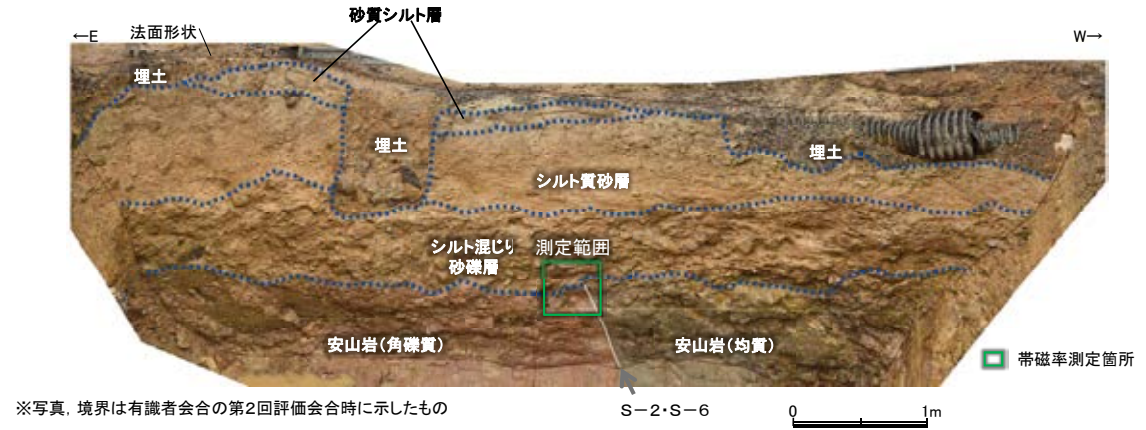 砂質シルト層
←E
法面形状
W→
埋土
埋土
埋土
シルト質砂層
シルト混じり
砂礫層
測定範囲
安山岩(角礫質)
安山岩(均質)
帯磁率測定箇所
※写真,境界は有識者会合の第2回評価会合時に示したもの
S-2・S-6
0
1m